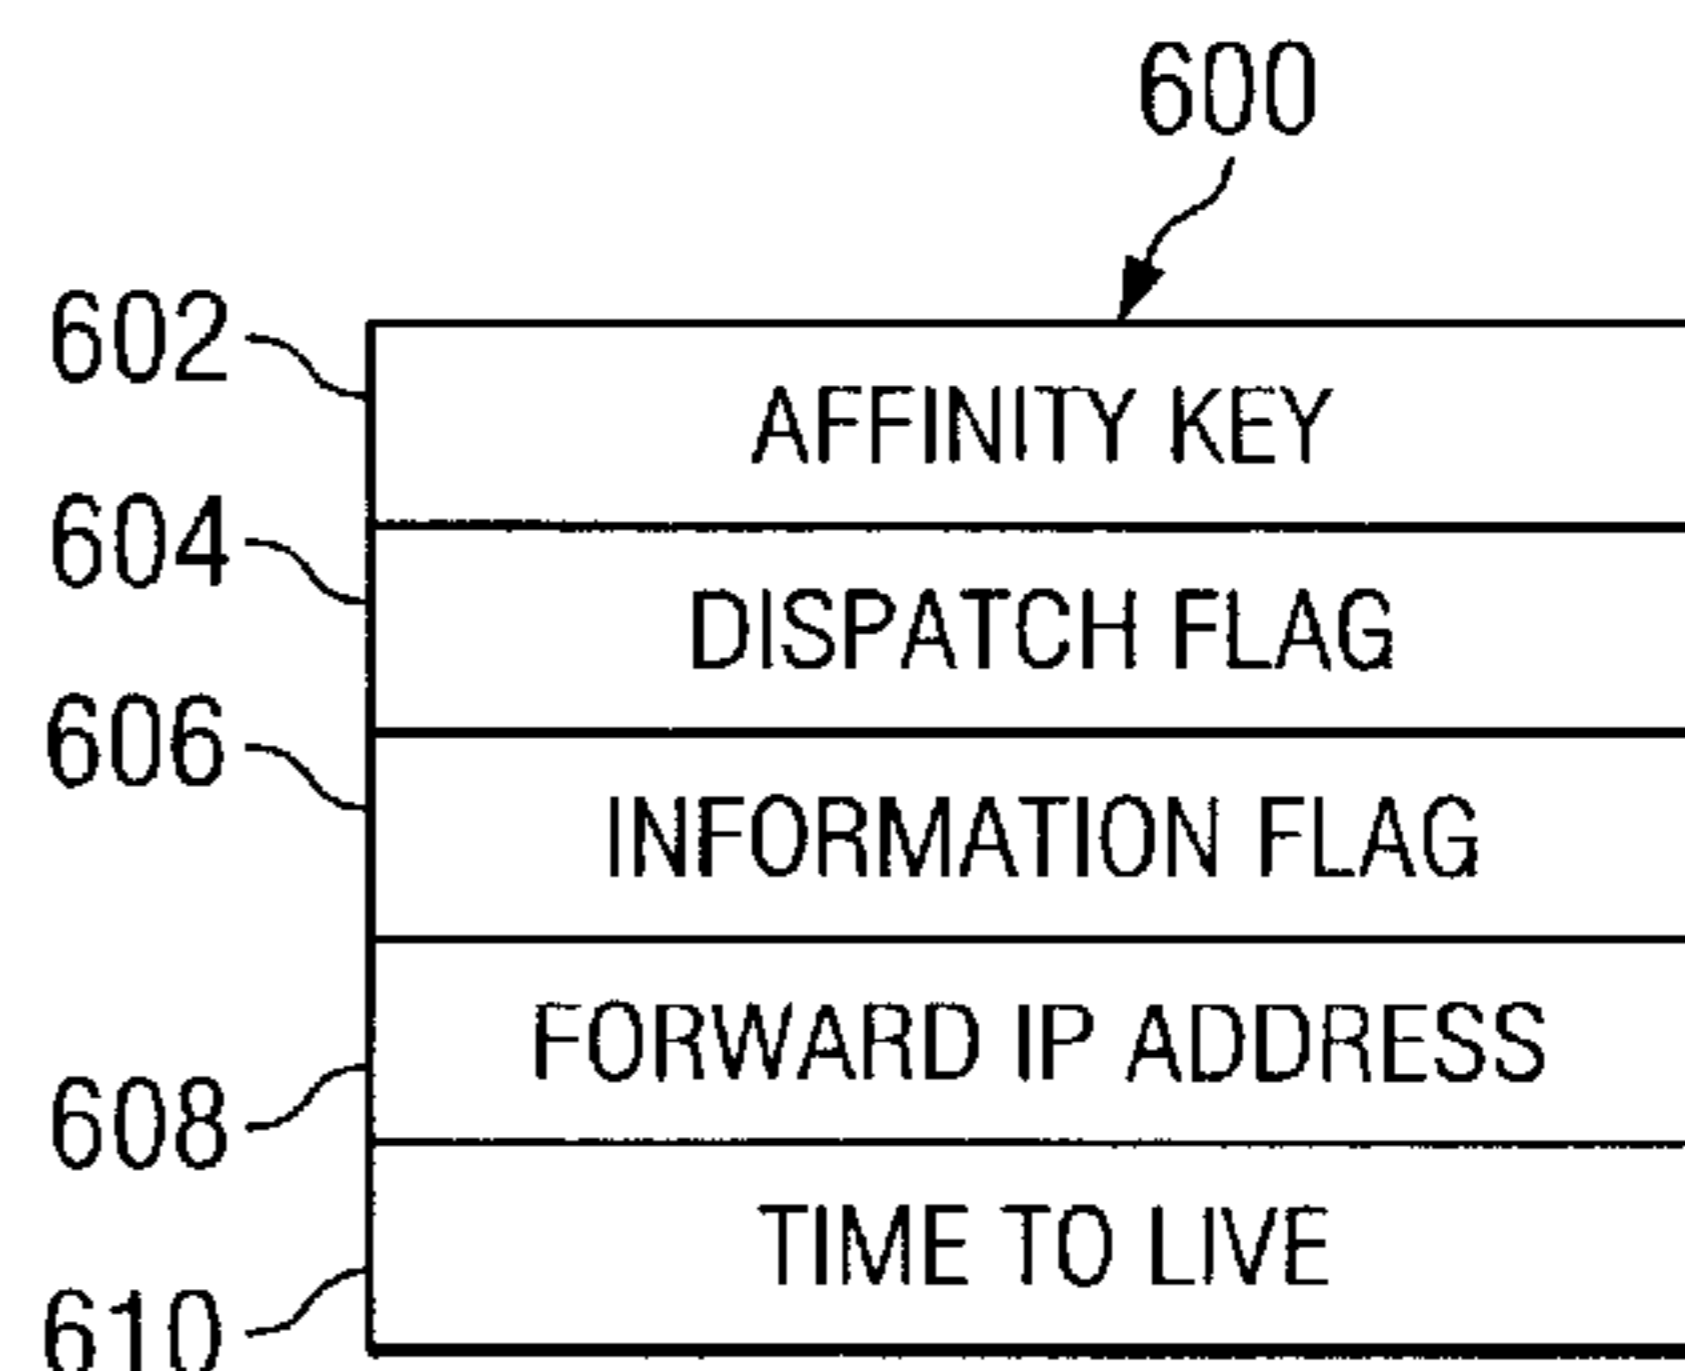 600
602
AFFINITY KEY
604
DISPATCH FLAG
606
INFORMATION FLAG
FORWARD IP ADDRESS
608
TIME TO LIVE
610